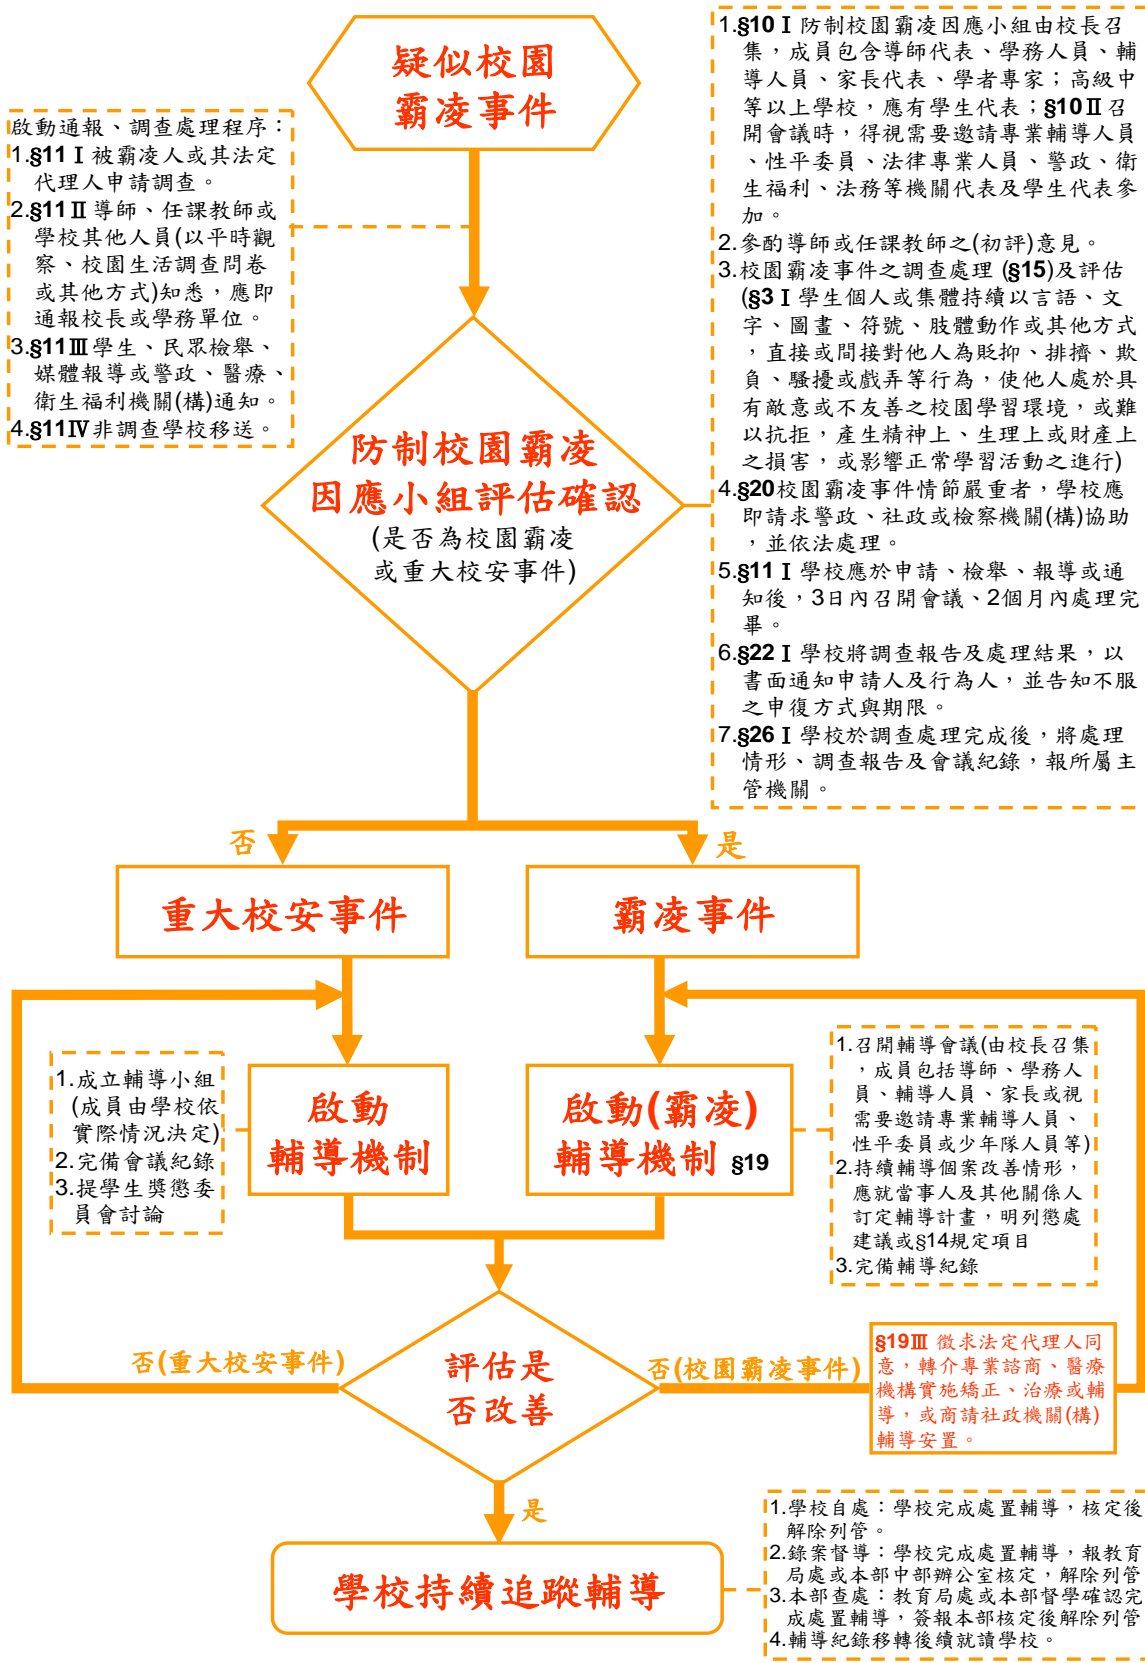 疑似校園
霸凌事件
啟動通報、調查處理程序：
1.§11Ⅰ被霸凌人或其法定
代理人申請調查。
2.§11Ⅱ導師、任課教師或
學校其他人員(以平時觀
察、校園生活調查問卷
或其他方式)知悉，應即
通報校長或學務單位。
3.§11Ⅲ學生、民眾檢舉、
媒體報導或警政、醫療、
衛生福利機關(構)通知。
4.§11Ⅳ非調查學校移送。
1.§10Ⅰ防制校園霸凌因應小組由校長召
集，成員包含導師代表、學務人員、輔
導人員、家長代表、學者專家；高級中
等以上學校，應有學生代表；§10Ⅱ召
開會議時，得視需要邀請專業輔導人員
、性平委員、法律專業人員、警政、衛
生福利、法務等機關代表及學生代表參
加。
2.參酌導師或任課教師之(初評)意見。
3.校園霸凌事件之調查處理 (§15)及評估
(§3Ⅰ學生個人或集體持續以言語、文
字、圖畫、符號、肢體動作或其他方式
，直接或間接對他人為貶抑、排擠、欺
負、騷擾或戲弄等行為，使他人處於具
有敵意或不友善之校園學習環境，或難
以抗拒，產生精神上、生理上或財產上
之損害，或影響正常學習活動之進行)
4.§20校園霸凌事件情節嚴重者，學校應
即請求警政、社政或檢察機關(構)協助
，並依法處理。
5.§11Ⅰ學校應於申請、檢舉、報導或通
知後，3日內召開會議、2個月內處理完
畢。
6.§22Ⅰ學校將調查報告及處理結果，以
書面通知申請人及行為人，並告知不服
之申復方式與期限。
7.§26Ⅰ學校於調查處理完成後，將處理
情形、調查報告及會議紀錄，報所屬主
管機關。
防制校園霸凌
因應小組評估確認
(是否為校園霸凌
或重大校安事件)
否
是
重大校安事件
霸凌事件
1.成立輔導小組
(成員由學校依
實際情況決定)
2.完備會議紀錄
3.提學生獎懲委
員會討論
啟動
輔導機制
啟動(霸凌)
輔導機制 §19
1.召開輔導會議(由校長召集
，成員包括導師、學務人
員、輔導人員、家長或視
需要邀請專業輔導人員、
性平委員或少年隊人員等)
2.持續輔導個案改善情形，
應就當事人及其他關係人
訂定輔導計畫，明列懲處
建議或§14規定項目
3.完備輔導紀錄
否(重大校安事件)
評估是
否改善
否(校園霸凌事件)
§19Ⅲ 徵求法定代理人同
意，轉介專業諮商、醫療
機構實施矯正、治療或輔
導，或商請社政機關(構)
輔導安置。
是
學校持續追蹤輔導
1.學校自處：學校完成處置輔導，核定後
解除列管。
2.錄案督導：學校完成處置輔導，報教育
局處或本部中部辦公室核定，解除列管
3.本部查處：教育局處或本部督學確認完
成處置輔導，簽報本部核定後解除列管
4.輔導紀錄移轉後續就讀學校。